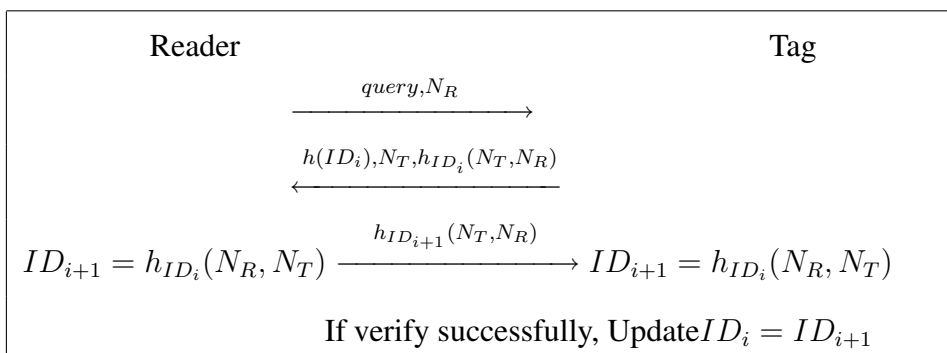 Reader Tag
query,N_R
h(ID_i),N_T,h_{ID_i}(N_T,N_R)
h_{ID_{i+1}}(N_T,N_R)
ID_{i+1} = h_{ID_i}(N_R, N_T) ID_{i+1} = h_{ID_i}(N_R, N_T)
If verify successfully, UpdateID_i = ID_{i+1}